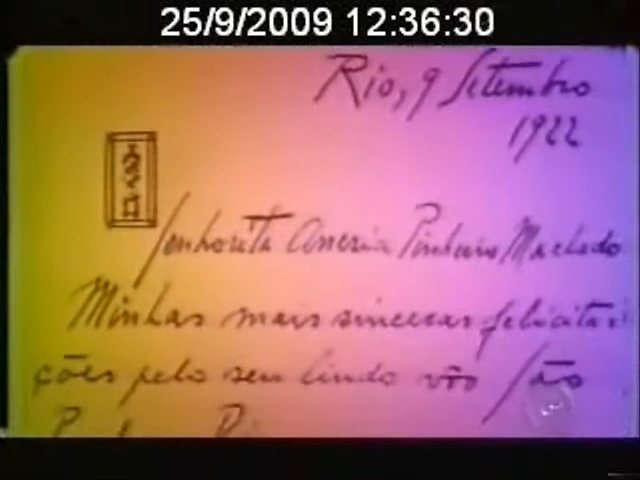 25/9/2009 12:36:30
Rio, 9 Setembro
1922
Senhorita Anesia Pinheiro Machado
Minhas mais sinceras felicita
ções pelo seu lindo vôo São